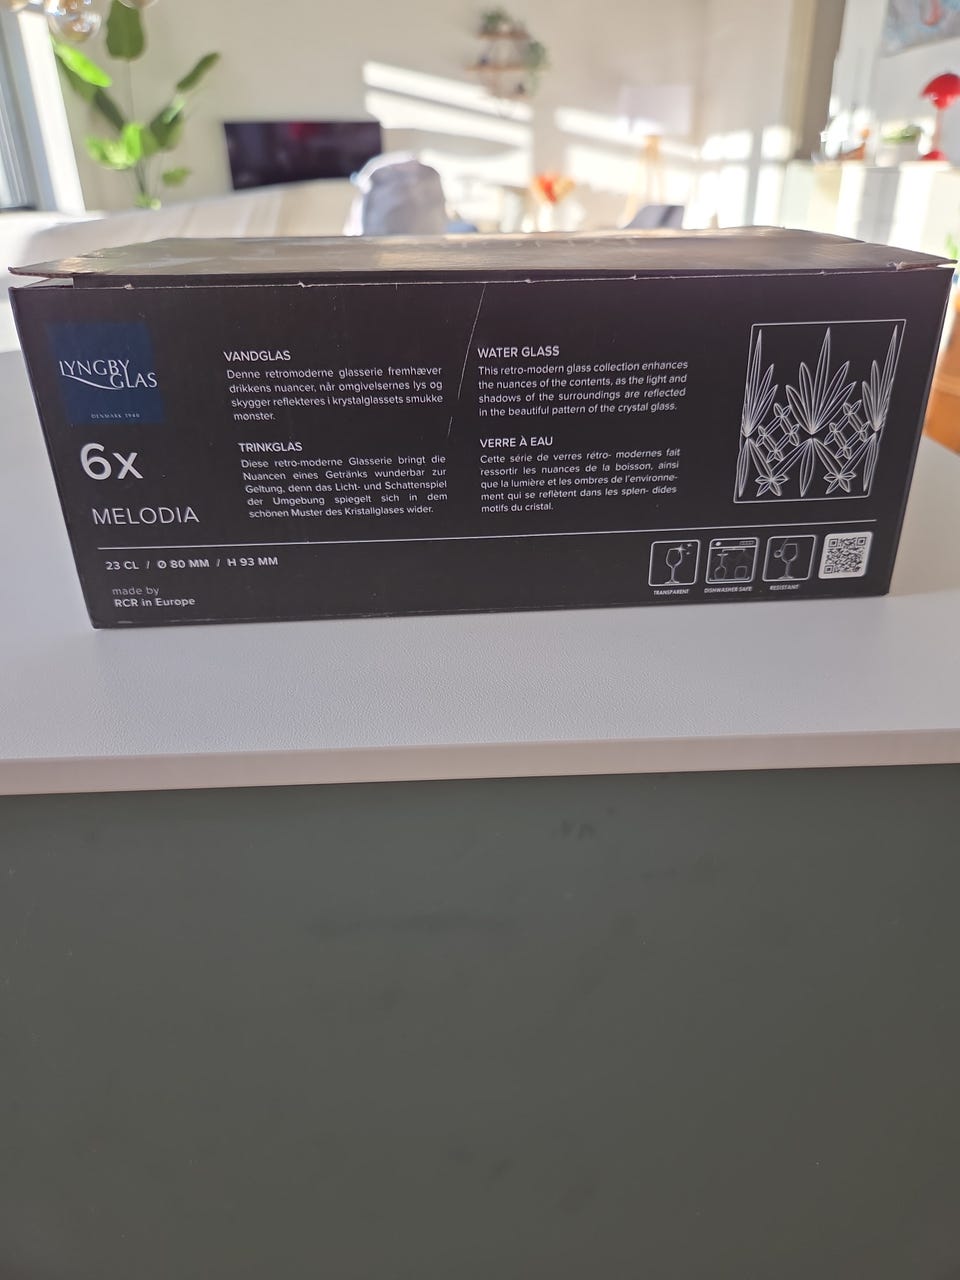 LYNGBY
GLAS
DENMARK 1940
6x
MELODIA
VANDGLAS
Denne retromoderne glasserie fremhæver
drikkens nuancer, når omgivelsernes lys og
skygger reflekteres i krystalglassets smukke
mønster.
TRINKGLAS
Diese retro-moderne Glasserie bringt die
Nuancen eines Getränks wunderbar zur
Geltung, denn das Licht- und Schattenspiel
der Umgebung spiegelt sich in dem
schönen Muster des Kristallglases wider.
WATER GLASS
This retro-modern glass collection enhances
the nuances of the contents, as the light and
shadows of the surroundings are reflected
in the beautiful pattern of the crystal glass.
VERRE À EAU
Cette série de verres rétro- modernes fait
ressortir les nuances de la boisson, ainsi
que la lumière et les ombres de l'environne-
ment qui se reflètent dans les splen- dides
motifs du cristal.
23 CL / Ø 80 MM / H 93 MM
made by
RCR in Europe
TRANSPARENT
DISHWASHER SAFE
RESISTANT